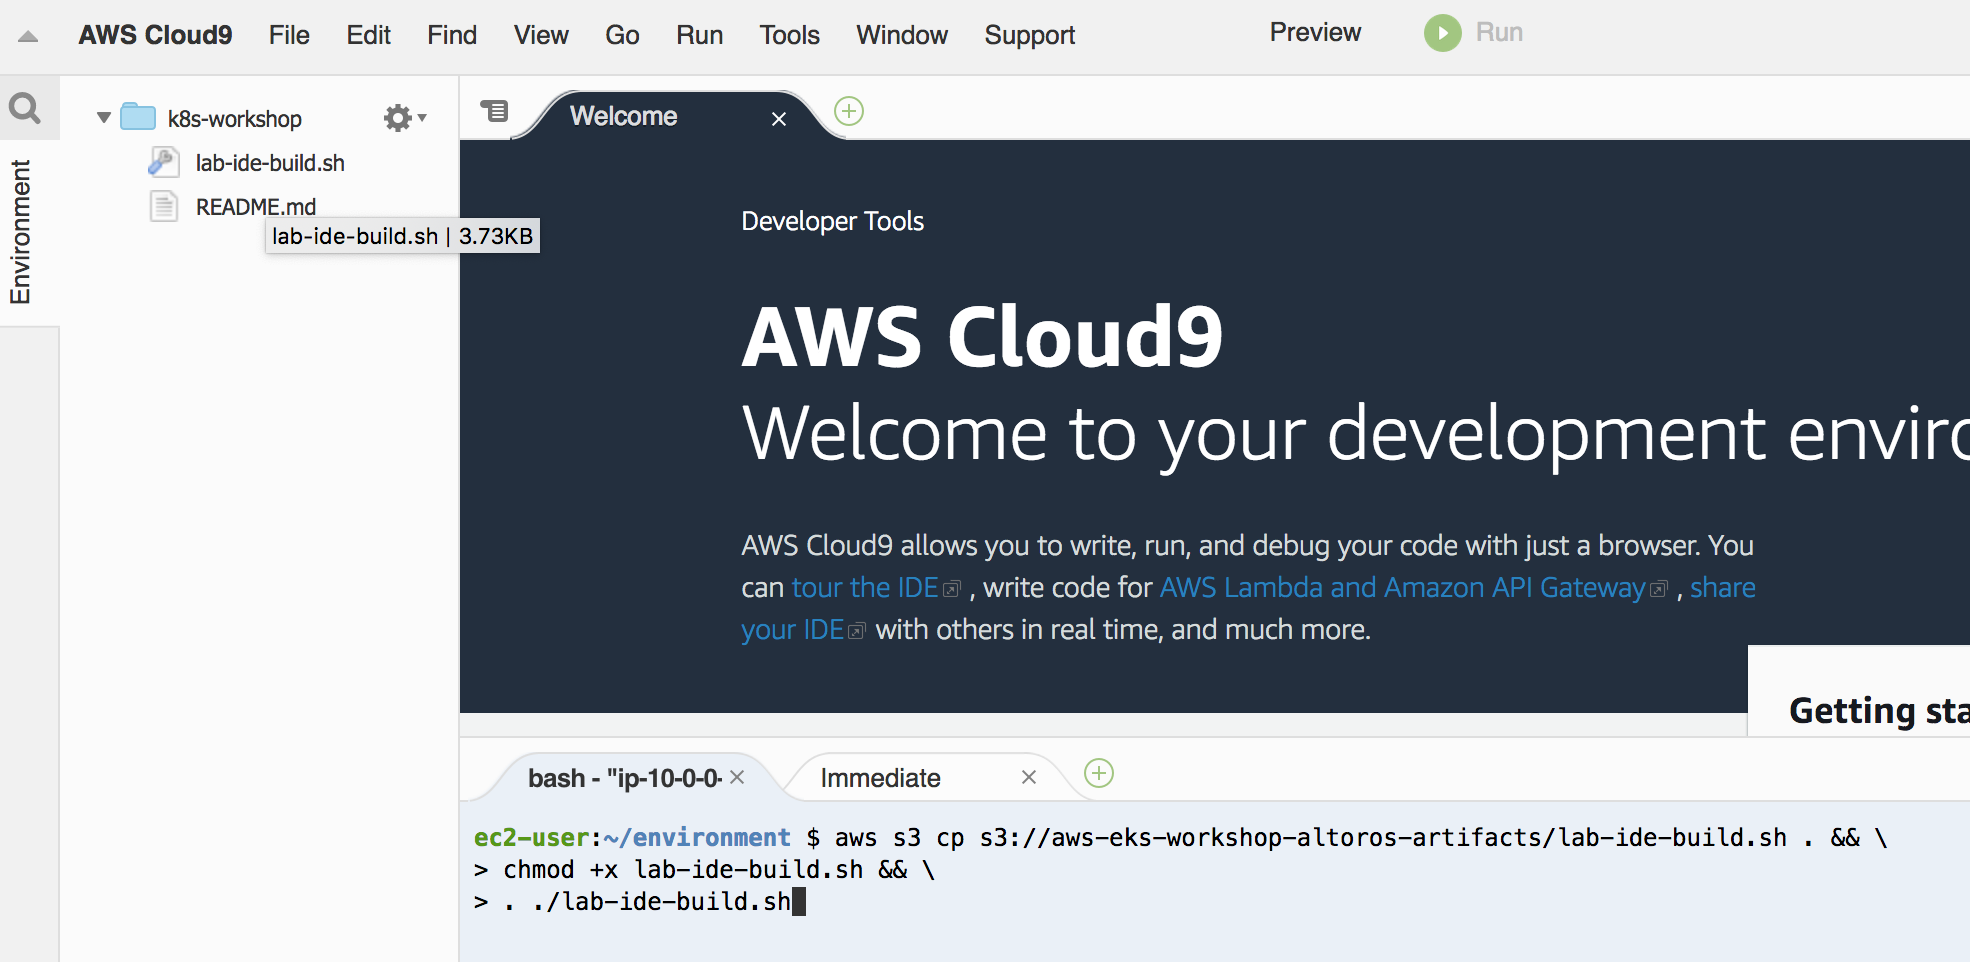 AWS Cloud9 File Edit Find View Go Run Tools Window Support Preview Run
Environment
k8s-workshop
lab-ide-build.sh
README.md
lab-ide-build.sh | 3.73KB
Welcome
Developer Tools
AWS Cloud9
Welcome to your development enviro
AWS Cloud9 allows you to write, run, and debug your code with just a browser. You
can tour the IDE , write code for AWS Lambda and Amazon API Gateway , share
your IDE with others in real time, and much more.
Getting sta
bash - "ip-10-0-0- Immediate
ec2-user:~/environment $ aws s3 cp s3://aws-eks-workshop-altoros-artifacts/lab-ide-build.sh . && \
> chmod +x lab-ide-build.sh && \
> . ./lab-ide-build.sh